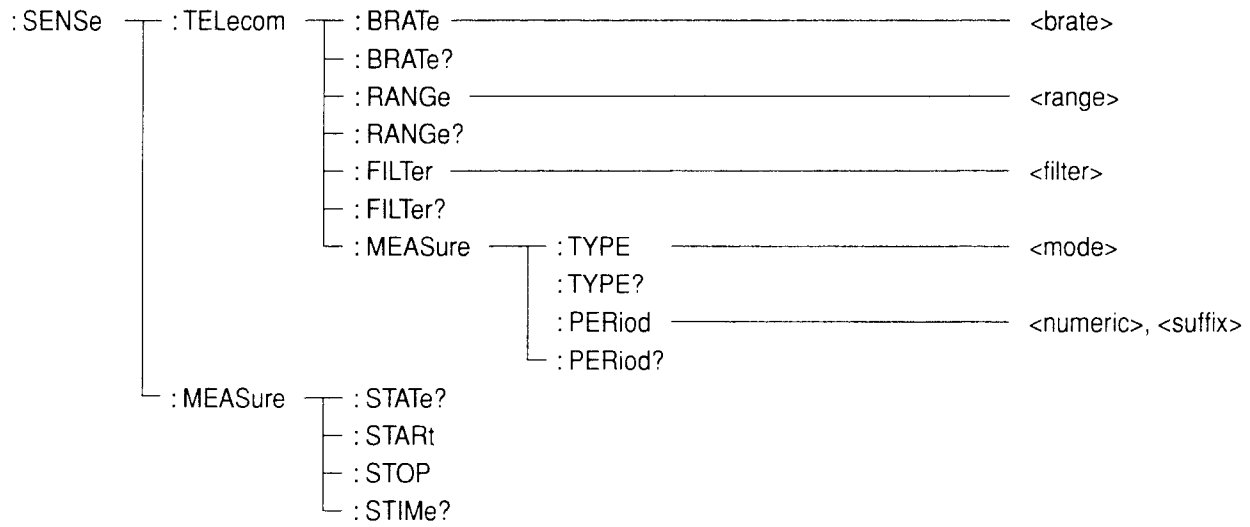 :SENSe :TELecom :BRATe <brate>
:BRATe?
:RANGe <range>
:RANGe?
:FILTer <filter>
:FILTer?
:MEASure :TYPE <mode>
:TYPE?
:PERiod <numeric>, <suffix>
:PERiod?
:MEASure :STATe?
:STARt
:STOP
:STIMe?